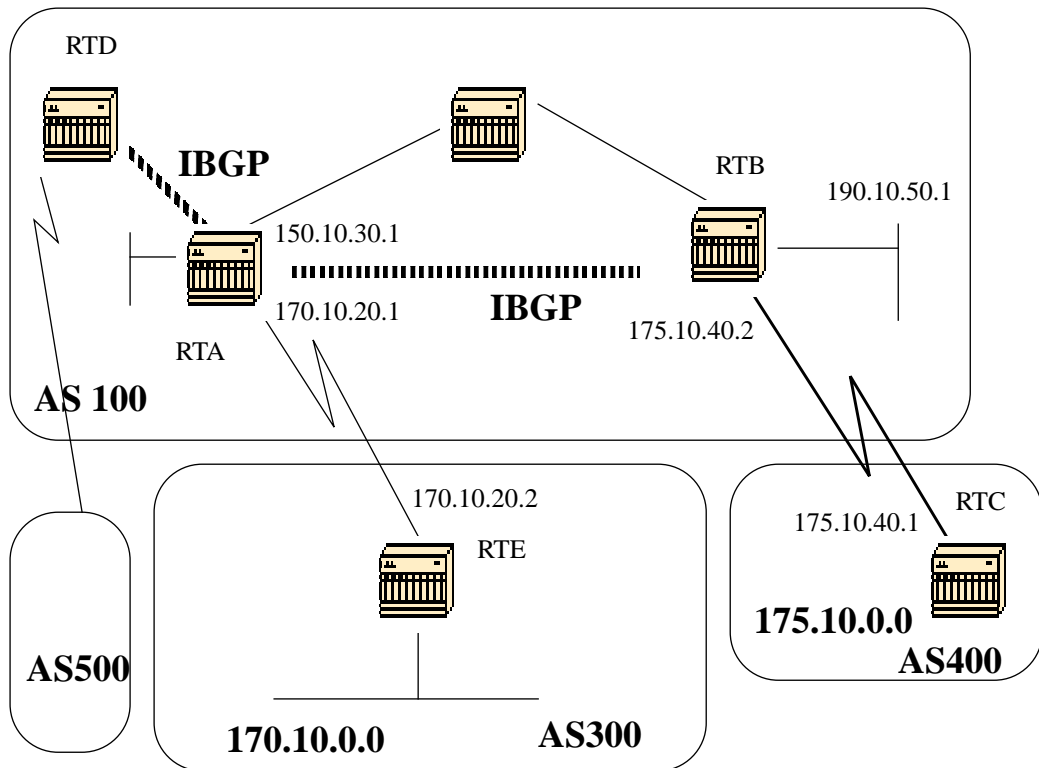 RTD
IBGP
RTB
190.10.50.1
150.10.30.1
IBGP
170.10.20.1
175.10.40.2
RTA
AS 100
170.10.20.2
RTC
175.10.40.1
RTE
175.10.0.0
AS400
AS500
170.10.0.0
AS300